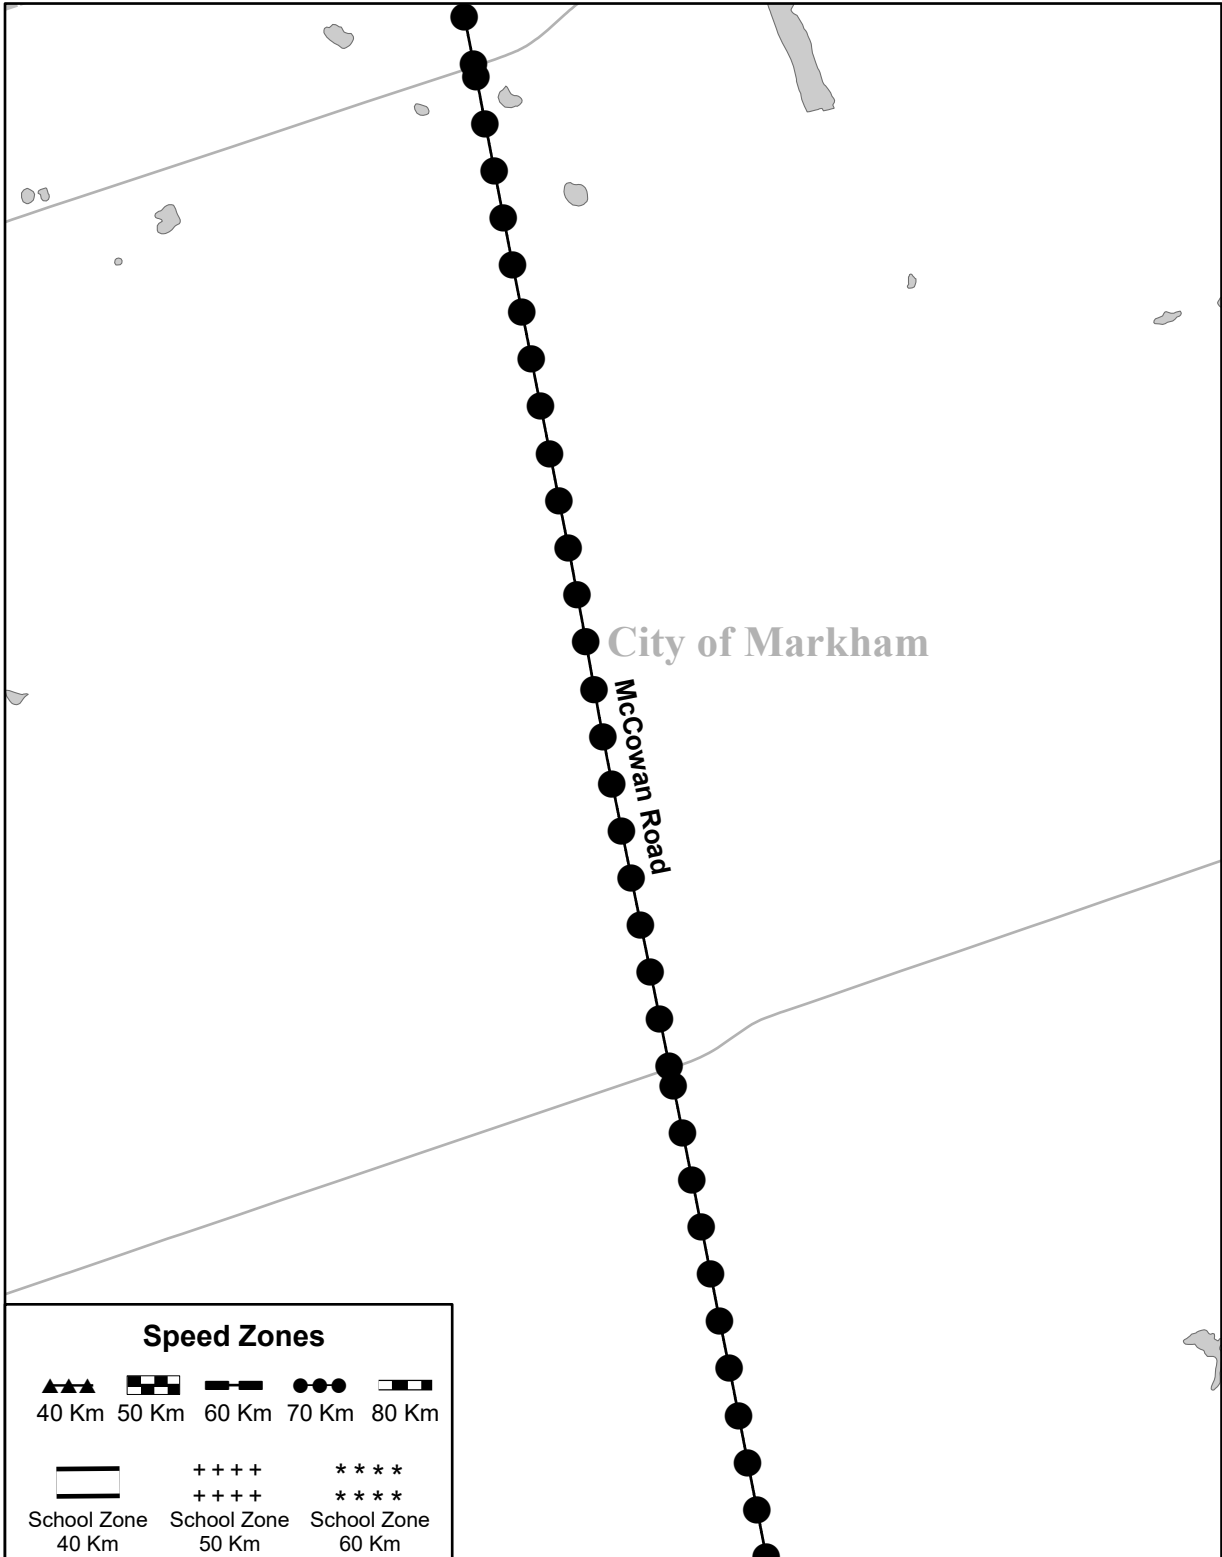 City of Markham
McCowan Road
Speed Zones
40 Km 50 Km 60 Km 70 Km 80 Km
School Zone School Zone School Zone
40 Km 50 Km 60 Km